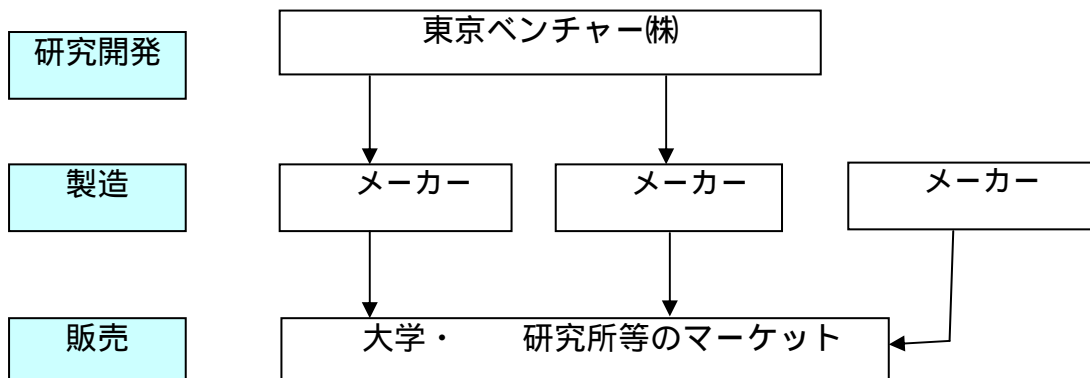 研究開発
東京ベンチャー㈱
製造
メーカー
メーカー
メーカー
販売
大学・　　研究所等のマーケット